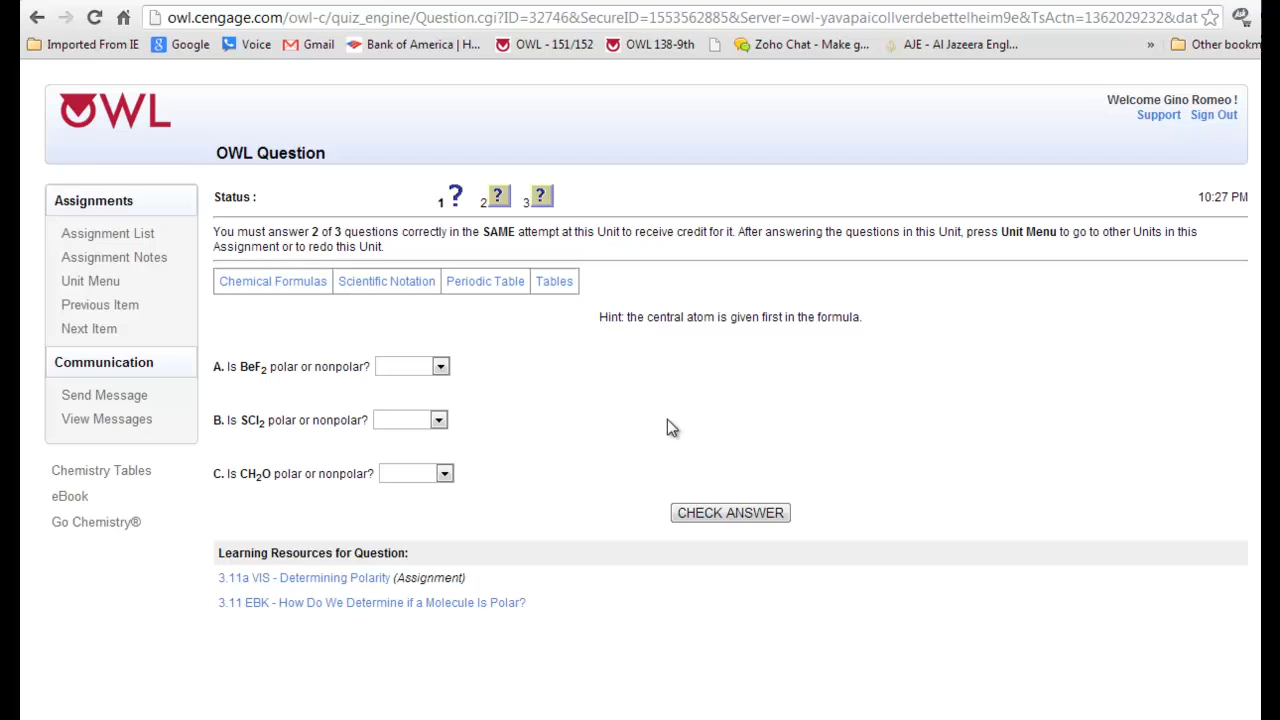 owl.cengage.com/owl-c/quiz_engine/Question.cgi?ID=32746&SecureID=1553562885&Server=owl-yavapaicollverdebettelheim9e&TsActn=1362029232&dat
Imported From IE Google Voice Gmail Bank of America | H... OWL - 151/152 OWL 138-9th Zoho Chat - Make g... AJE - Al Jazeera Engl... » Other bookm
OWL
Welcome Gino Romeo !
Support Sign Out
OWL Question
Assignments
Assignment List
Assignment Notes
Unit Menu
Previous Item
Next Item
Communication
Send Message
View Messages
Chemistry Tables
eBook
Go Chemistry®
Status : 1 ? 2 ? 3 ? 10:27 PM
You must answer 2 of 3 questions correctly in the SAME attempt at this Unit to receive credit for it. After answering the questions in this Unit, press Unit Menu to go to other Units in this
Assignment or to redo this Unit.
Chemical Formulas Scientific Notation Periodic Table Tables
Hint: the central atom is given first in the formula.
A. Is BeF2 polar or nonpolar?
B. Is SCl2 polar or nonpolar?
C. Is CH2O polar or nonpolar?
CHECK ANSWER
Learning Resources for Question:
3.11a VIS - Determining Polarity (Assignment)
3.11 EBK - How Do We Determine if a Molecule Is Polar?